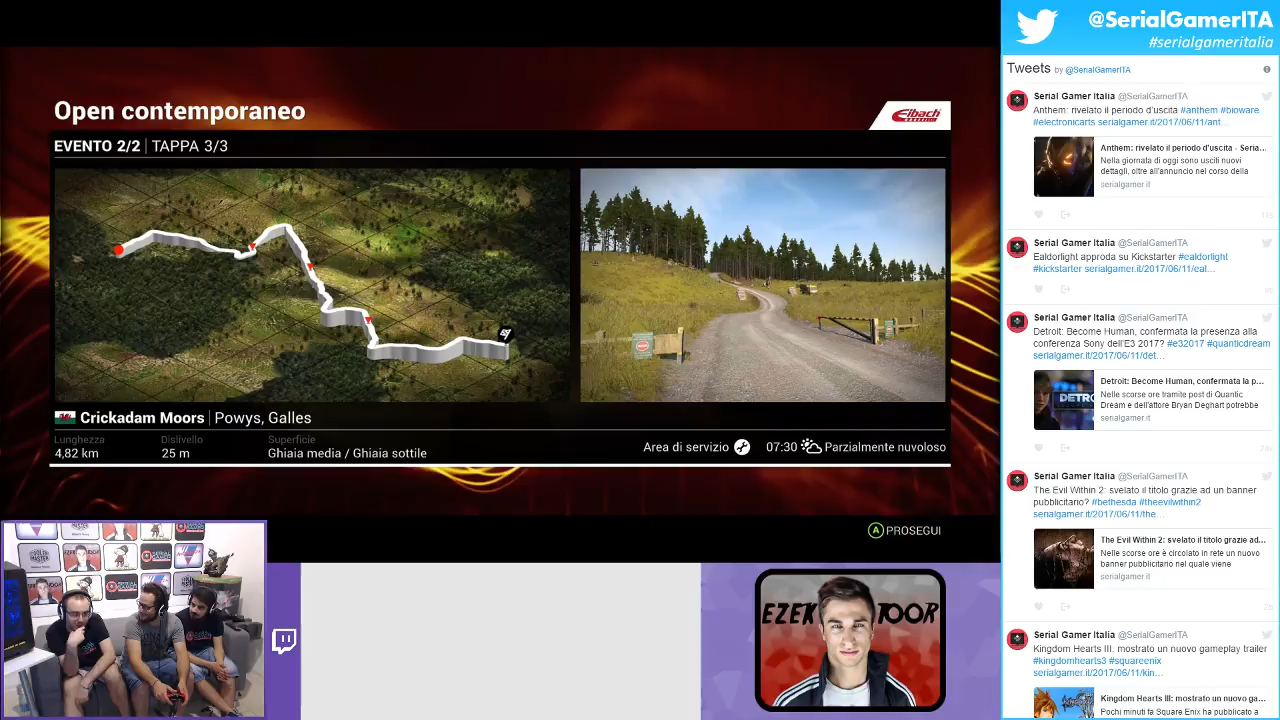 Open contemporaneo
Eibach
EVENTO 2/2 | TAPPA 3/3
Crickadam Moors | Powys, Galles
Lunghezza
4,82 km
Dislivello
25 m
Superficie
Ghiaia media / Ghiaia sottile
Area di servizio
07:30
Parzialmente nuvoloso
A PROSEGUI
EZEK TOOR
@SerialGamerITA
#serialgameritalia
Tweets by @SerialGamerITA
Serial Gamer Italia @SerialGamerITA
Anthem: rivelato il periodo d'uscita #anthem #bioware
#electronicarts serialgamer.it/2017/06/11/ant…
Anthem: rivelato il periodo d'uscita - Seria...
Nella giornata di oggi sono usciti nuovi
dettagli, oltre all'annuncio nel corso della
serialgamer.it
Serial Gamer Italia @SerialGamerITA
Ealdorlight approda su Kickstarter #ealdorlight
#kickstarter serialgamer.it/2017/06/11/eal…
Serial Gamer Italia @SerialGamerITA
Detroit: Become Human, confermata la presenza alla
conferenza Sony dell'E3 2017? #e32017 #quanticdream
serialgamer.it/2017/06/11/det…
DETRO
Detroit: Become Human, confermata la p...
Nelle scorse ore tramite post di Quantic
Dream e dell'attore Bryan Deghart potrebbe
serialgamer.it
Serial Gamer Italia @SerialGamerITA
The Evil Within 2: svelato il titolo grazie ad un banner
pubblicitario? #bethesda #theevilwithin2
serialgamer.it/2017/06/11/the…
The Evil Within 2: svelato il titolo grazie ad...
Nelle scorse ore è circolato in rete un nuovo
banner pubblicitario nel quale viene
serialgamer.it
Serial Gamer Italia @SerialGamerITA
Kingdom Hearts III: mostrato un nuovo gameplay trailer
#kingdomhearts3 #squareenix
serialgamer.it/2017/06/11/kin…
Kingdom Hearts III: mostrato un nuovo ga...
Pochi minuti fa Square Enix ha pubblicato a